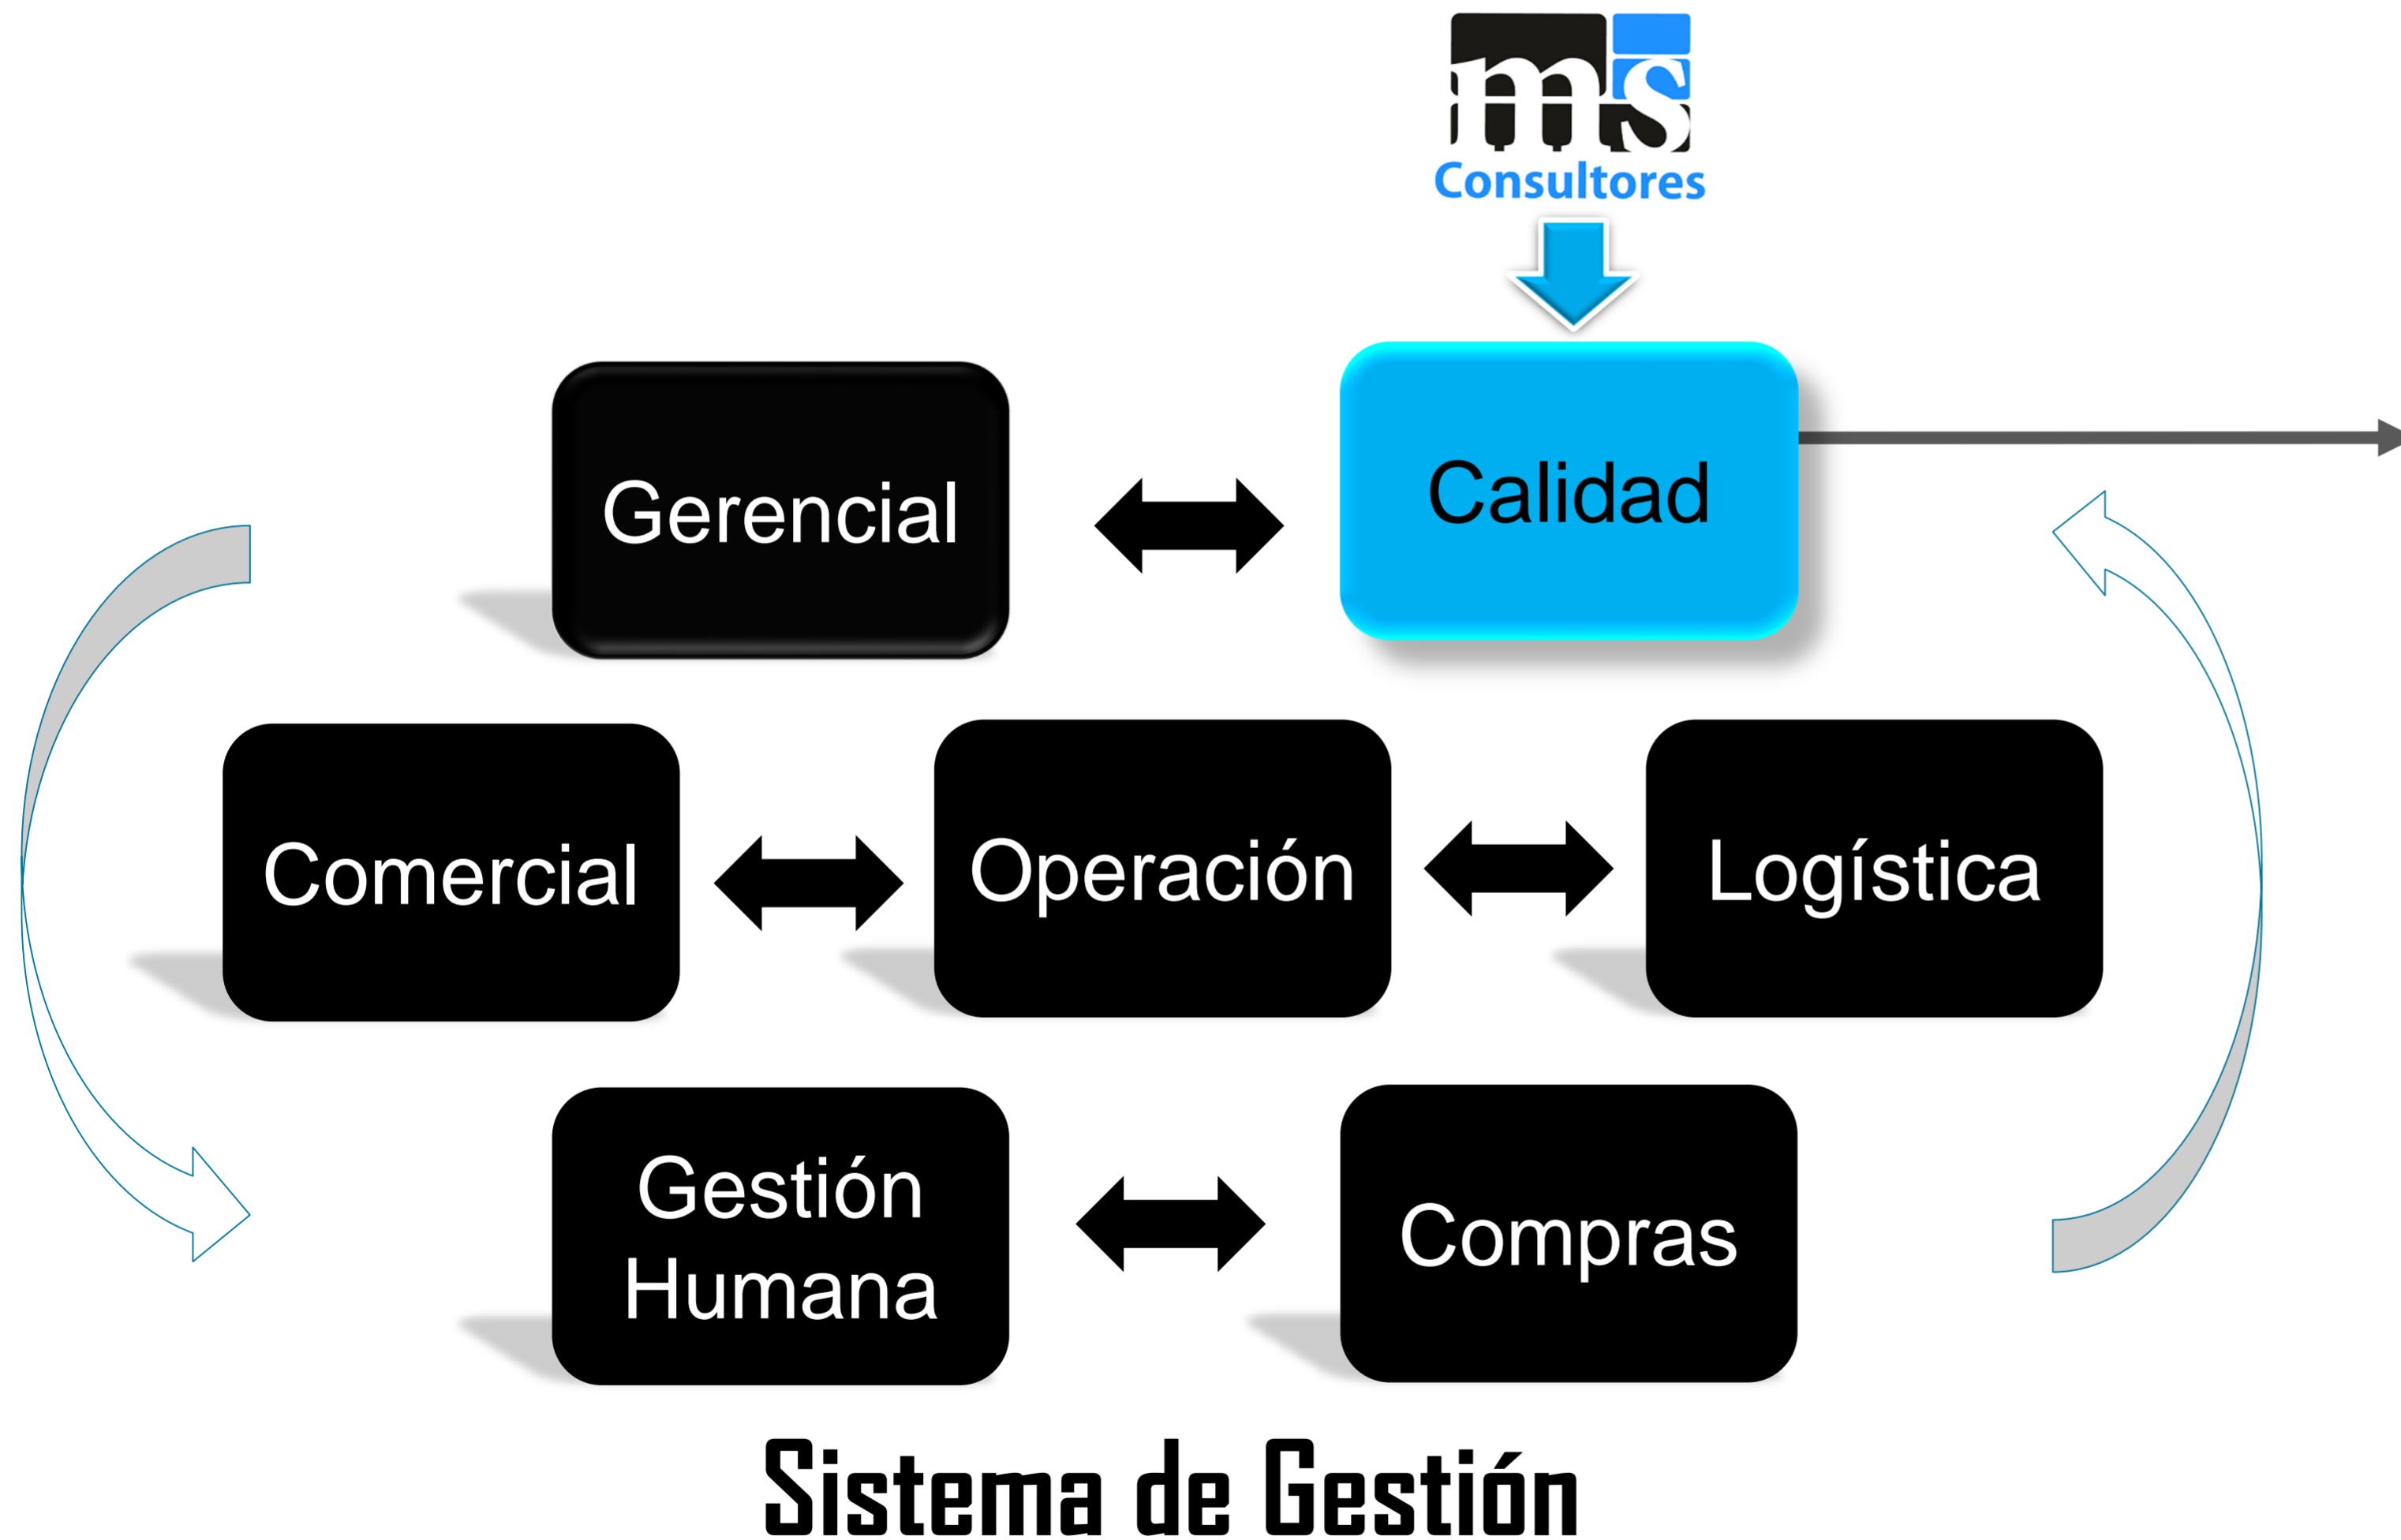 ms
Consultores
Gerencial
Calidad
Comercial
Operación
Logística
Gestión
Humana
Compras
Sistema de Gestión